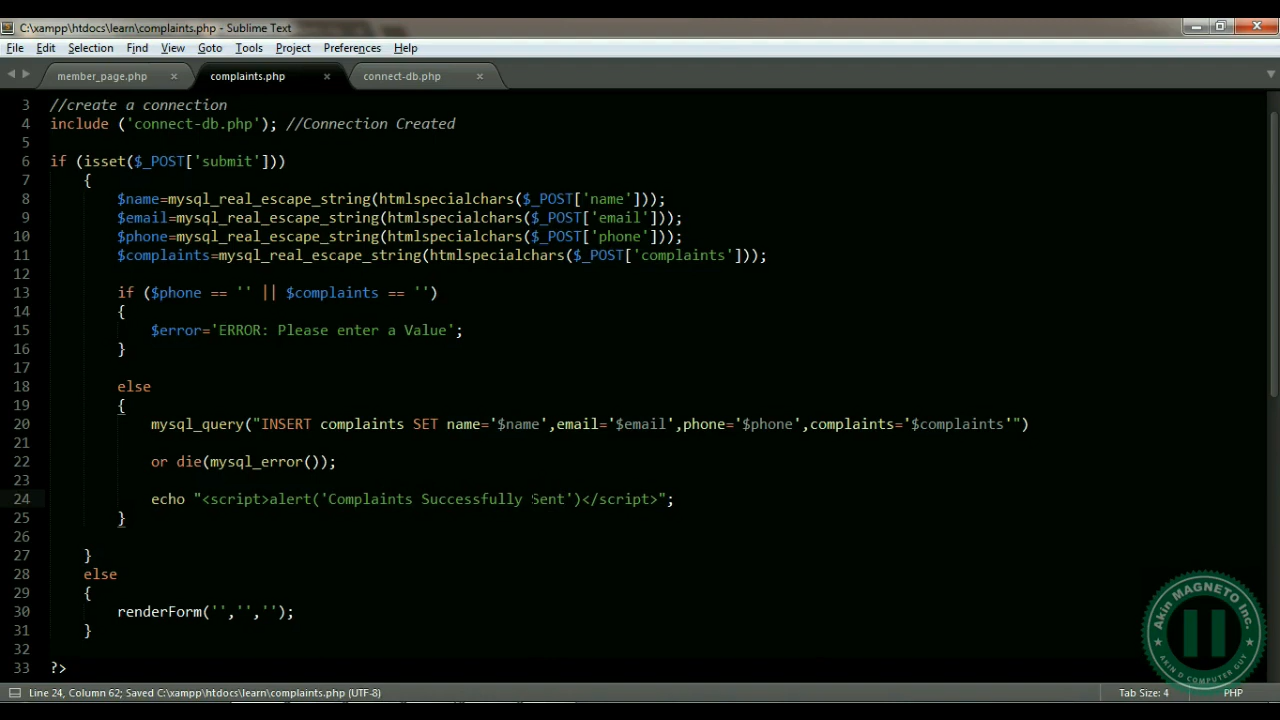 C:\xampp\htdocs\learn\complaints.php - Sublime Text
File Edit Selection Find View Goto Tools Project Preferences Help
member_page.php × complaints.php × connect-db.php ×
3 //create a connection
4 include ('connect-db.php'); //Connection Created
5
6 if (isset($_POST['submit']))
7 {
8 $name=mysql_real_escape_string(htmlspecialchars($_POST['name']));
9 $email=mysql_real_escape_string(htmlspecialchars($_POST['email']));
10 $phone=mysql_real_escape_string(htmlspecialchars($_POST['phone']));
11 $complaints=mysql_real_escape_string(htmlspecialchars($_POST['complaints']));
12
13 if ($phone == '' || $complaints == '')
14 {
15 $error='ERROR: Please enter a Value';
16 }
17
18 else
19 {
20 mysql_query("INSERT complaints SET name='$name',email='$email',phone='$phone',complaints='$complaints'")
21
22 or die(mysql_error());
23
24 echo "<script>alert('Complaints Successfully Sent')</script>";
25 }
26
27 }
28 else
29 {
30 renderForm('','','');
31 }
32
33 ?>
Akin MAGNETO Inc.
AKIN D COMPUTER GUY
Line 24, Column 62; Saved C:\xampp\htdocs\learn\complaints.php (UTF-8) Tab Size: 4 PHP